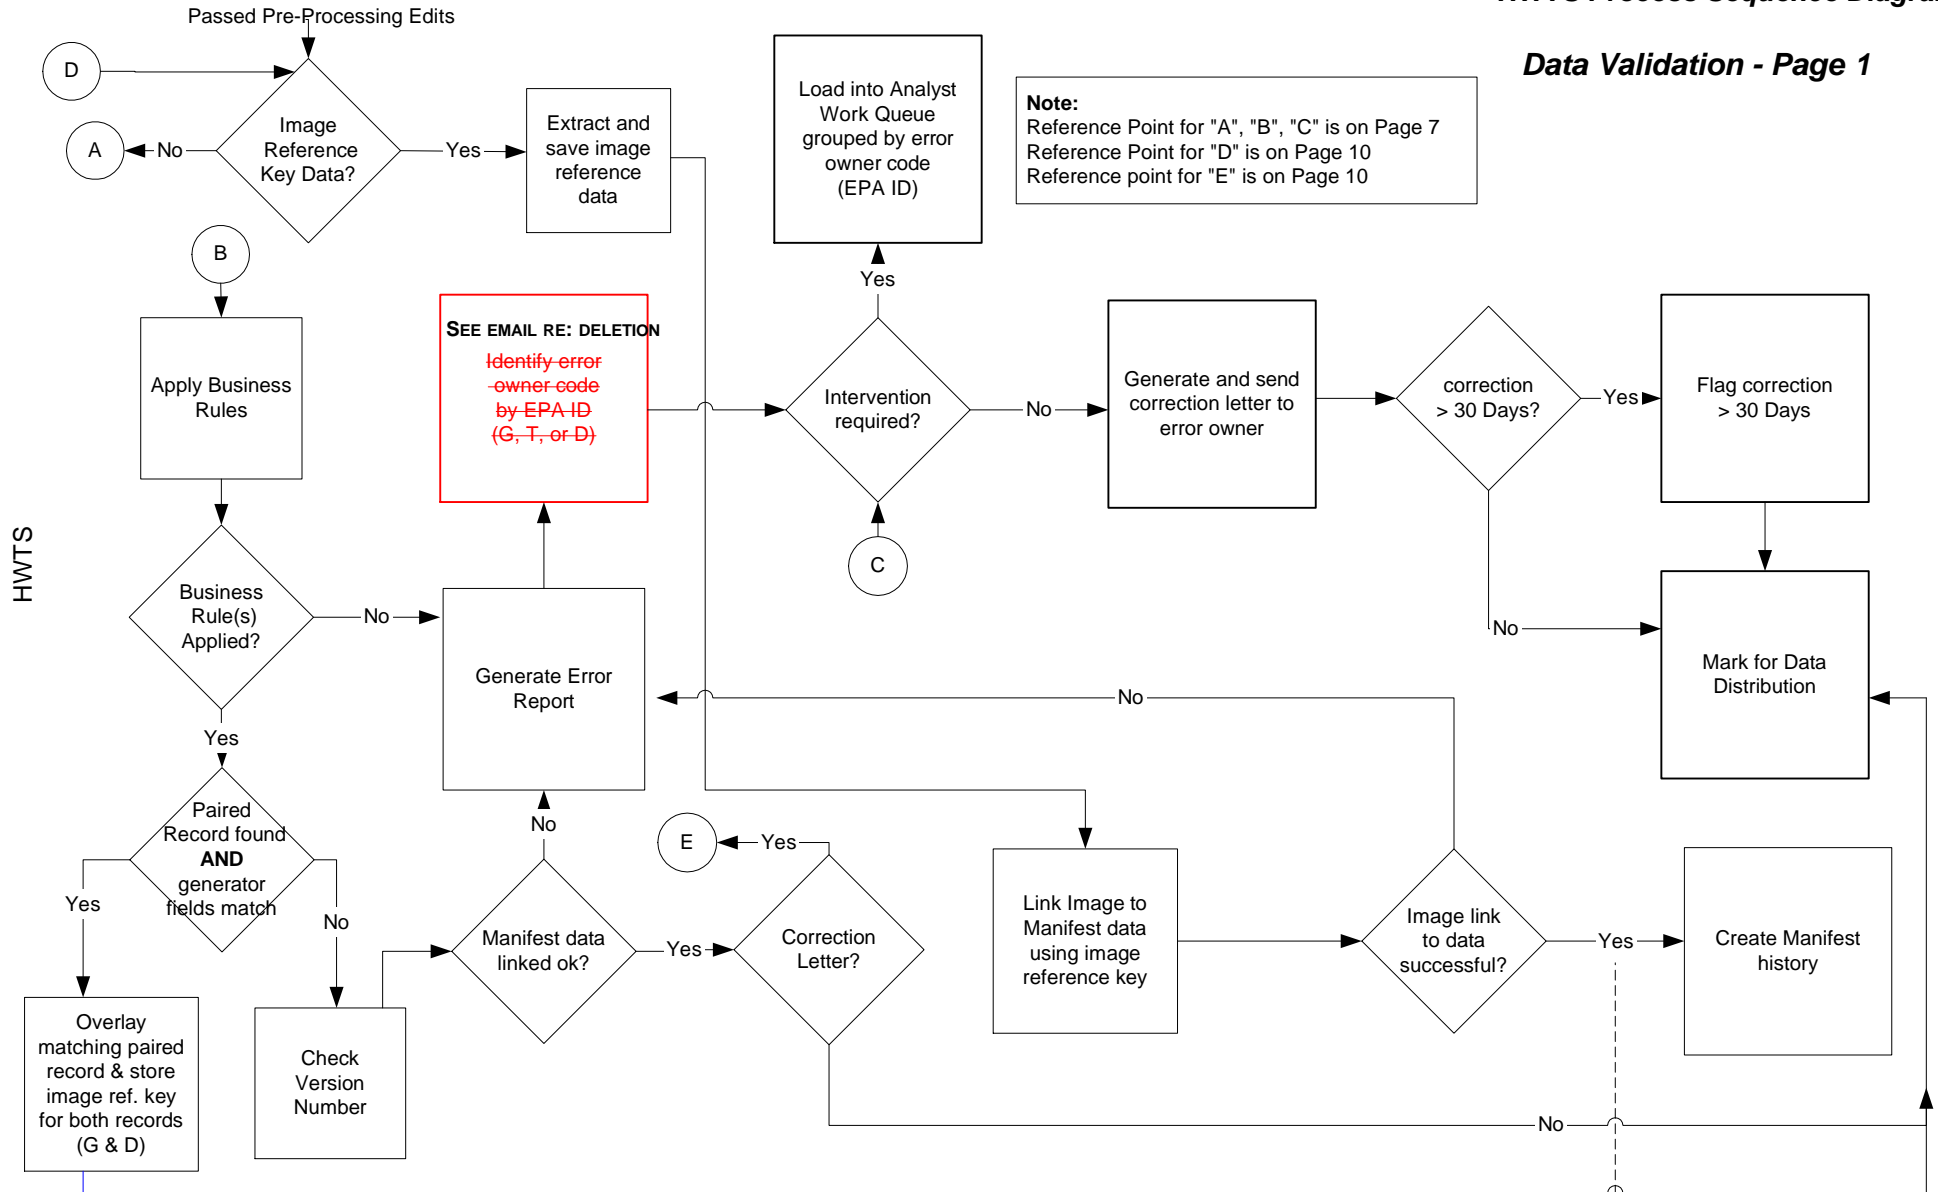 Passed Pre-Processing Edits
Data Validation - Page 1
D
A
No
Image
Reference
Key Data?
Yes
Extract and
save image
reference
data
Load into Analyst
Work Queue
grouped by error
owner code
(EPA ID)
Note:
Reference Point for "A", "B", "C" is on Page 7
Reference Point for "D" is on Page 10
Reference point for "E" is on Page 10
B
Yes
Apply Business
Rules
SEE EMAIL RE: DELETION
Identify error
owner code
by EPA ID
(G, T, or D)
Intervention
required?
No
Generate and send
correction letter to
error owner
correction
> 30 Days?
Yes
Flag correction
> 30 Days
C
HWTS
Business
Rule(s)
Applied?
No
Generate Error
Report
No
Mark for Data
Distribution
No
Yes
Paired
Record found
AND
generator
fields match
Yes
No
No
E
Yes
Manifest data
linked ok?
Yes
Correction
Letter?
Link Image to
Manifest data
using image
reference key
Image link
to data
successful?
Yes
Create Manifest
history
Overlay
matching paired
record & store
image ref. key
for both records
(G & D)
Check
Version
Number
No